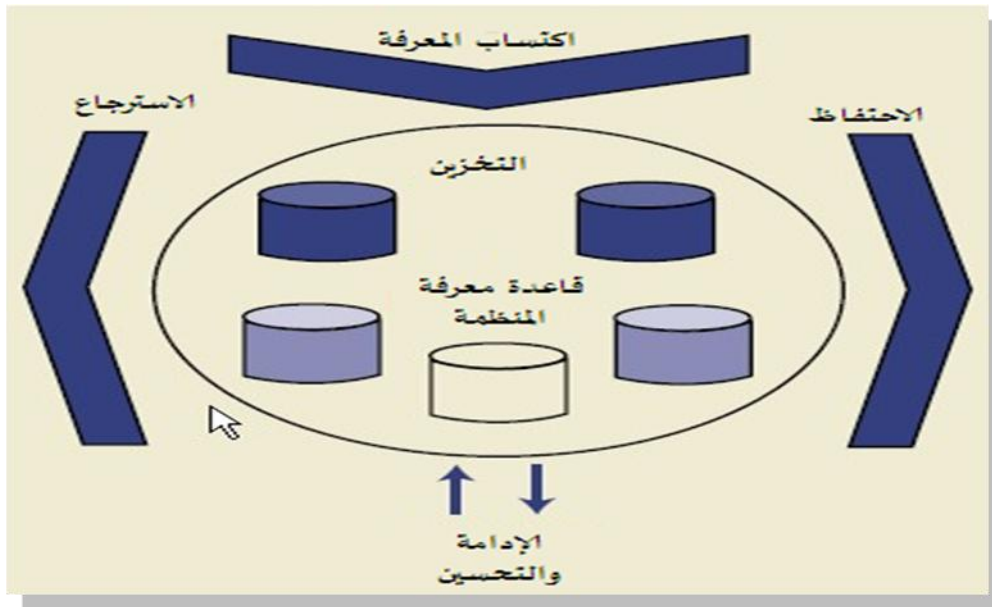 اكتساب المعرفة
الاحتفاظ
الاسترجاع
التخزين
قاعدة معرفة
المنظمة
الإدامة
والتحسين